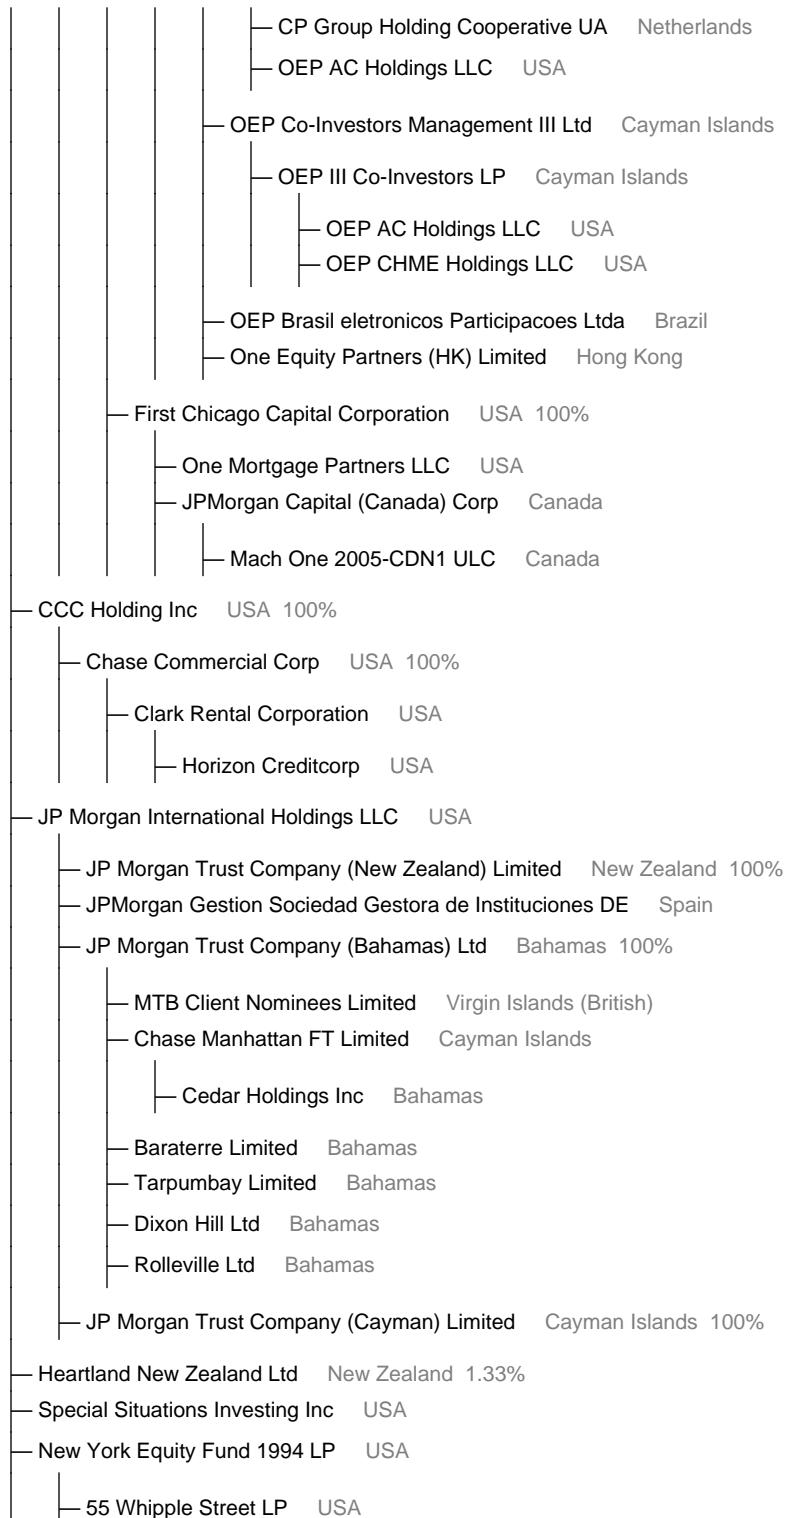 CP Group Holding Cooperative UA Netherlands
OEP AC Holdings LLC USA
OEP Co-Investors Management III Ltd Cayman Islands
OEP III Co-Investors LP Cayman Islands
OEP AC Holdings LLC USA
OEP CHME Holdings LLC USA
OEP Brasil eletronicos Participacoes Ltda Brazil
One Equity Partners (HK) Limited Hong Kong
First Chicago Capital Corporation USA 100%
One Mortgage Partners LLC USA
JPMorgan Capital (Canada) Corp Canada
Mach One 2005-CDN1 ULC Canada
CCC Holding Inc USA 100%
Chase Commercial Corp USA 100%
Clark Rental Corporation USA
Horizon Creditcorp USA
JP Morgan International Holdings LLC USA
JP Morgan Trust Company (New Zealand) Limited New Zealand 100%
JPMorgan Gestion Sociedad Gestora de Instituciones DE Spain
JP Morgan Trust Company (Bahamas) Ltd Bahamas 100%
MTB Client Nominees Limited Virgin Islands (British)
Chase Manhattan FT Limited Cayman Islands
Cedar Holdings Inc Bahamas
Baraterre Limited Bahamas
Tarpumbay Limited Bahamas
Dixon Hill Ltd Bahamas
Rolleville Ltd Bahamas
JP Morgan Trust Company (Cayman) Limited Cayman Islands 100%
Heartland New Zealand Ltd New Zealand 1.33%
Special Situations Investing Inc USA
New York Equity Fund 1994 LP USA
55 Whipple Street LP USA